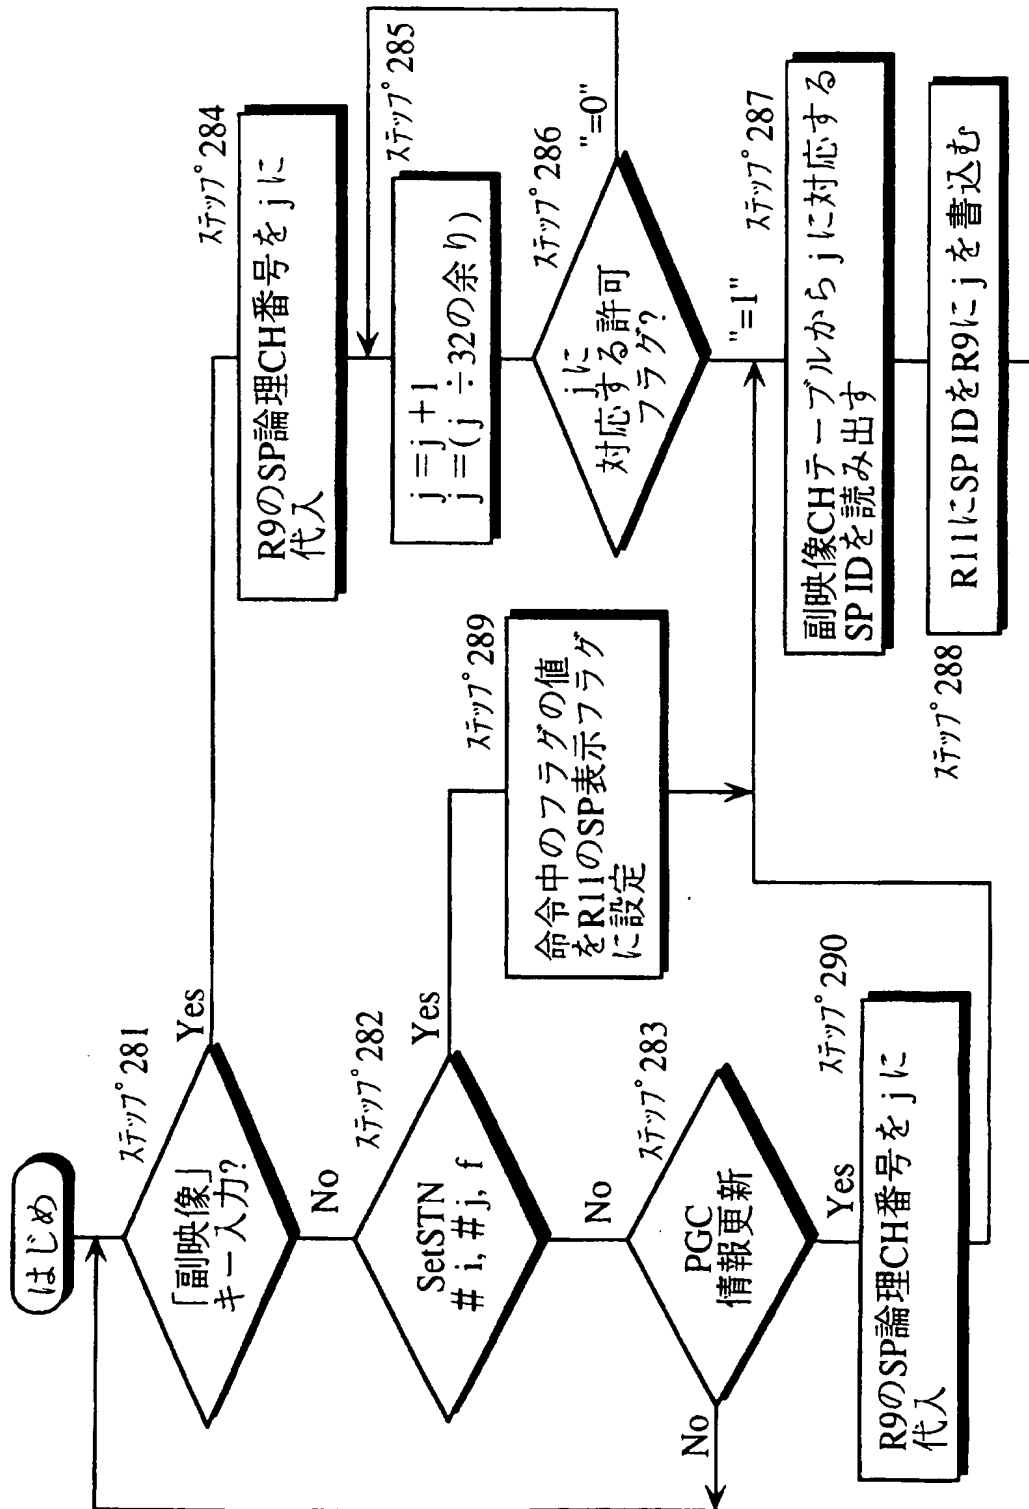 はじめ
ステップ281
「副映像」
キー入力?
Yes
No
ステップ282
SetSTN
# i, # j, f
Yes
No
ステップ283
PGC
情報更新
No
Yes
ステップ290
R9のSP論理CH番号をjに
代入
ステップ289
命令中のフラグの値
をR11のSP表示フラグ
に設定
ステップ284
R9のSP論理CH番号をjに
代入
ステップ285
j=j+1
j=(j÷32の余り)
ステップ286
jに
対応する許可
フラグ?
"=0"
"=1"
ステップ287
副映像CHテーブルからjに対応する
SP IDを読み出す
ステップ288
R11にSP IDをR9にjを書込む